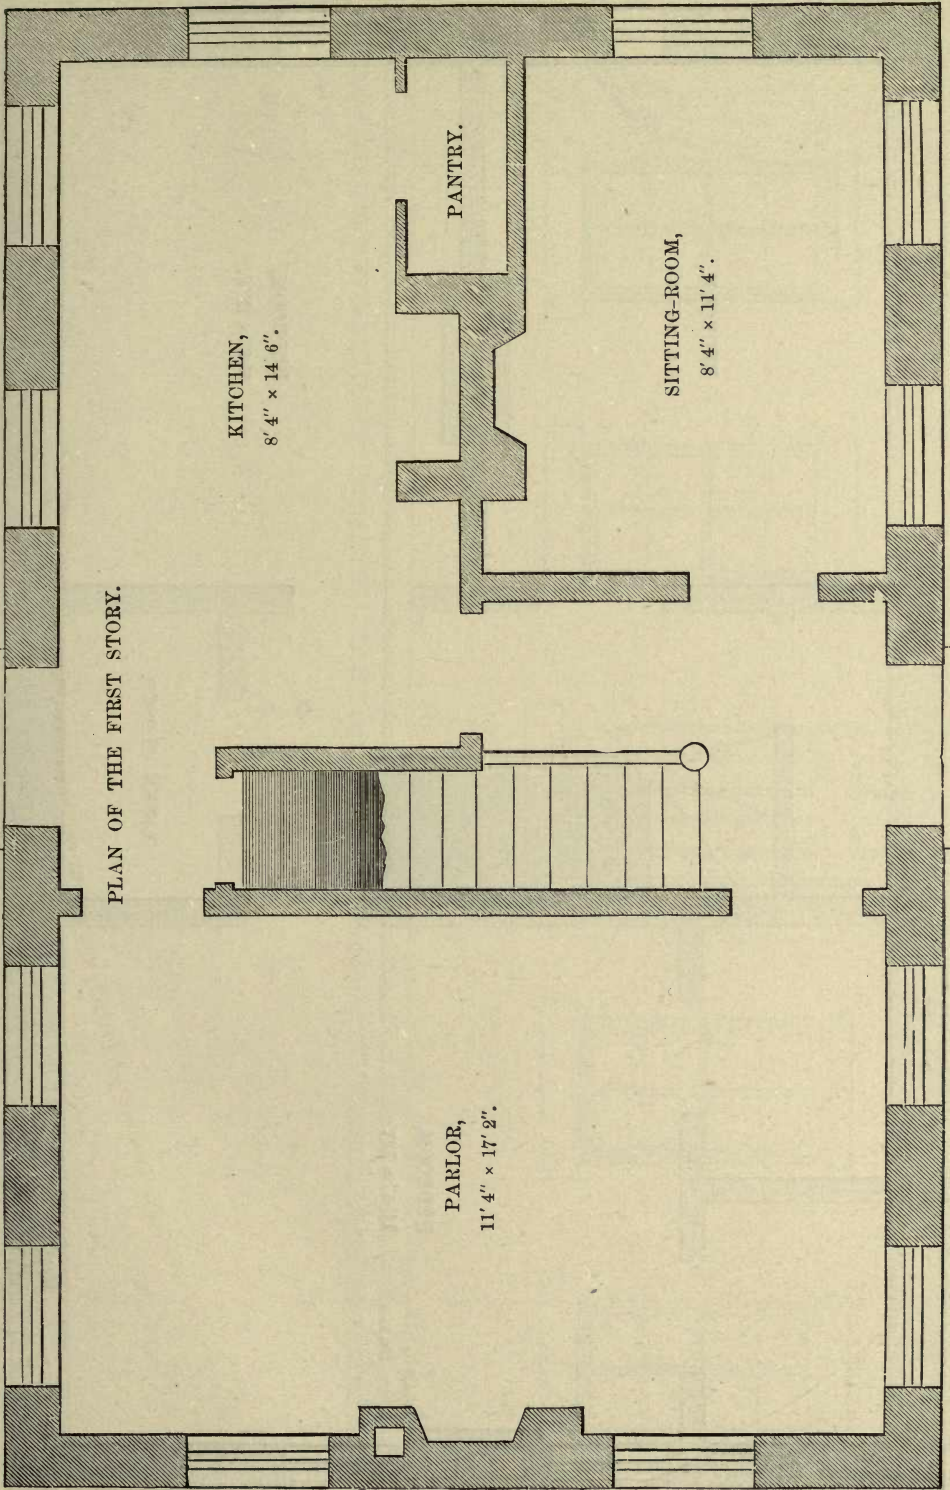 PLAN OF THE FIRST STORY.
KITCHEN,
8' 4" × 14 6".
PANTRY.
SITTING-ROOM,
8' 4" × 11' 4".
PARLOR,
11' 4" × 17' 2".